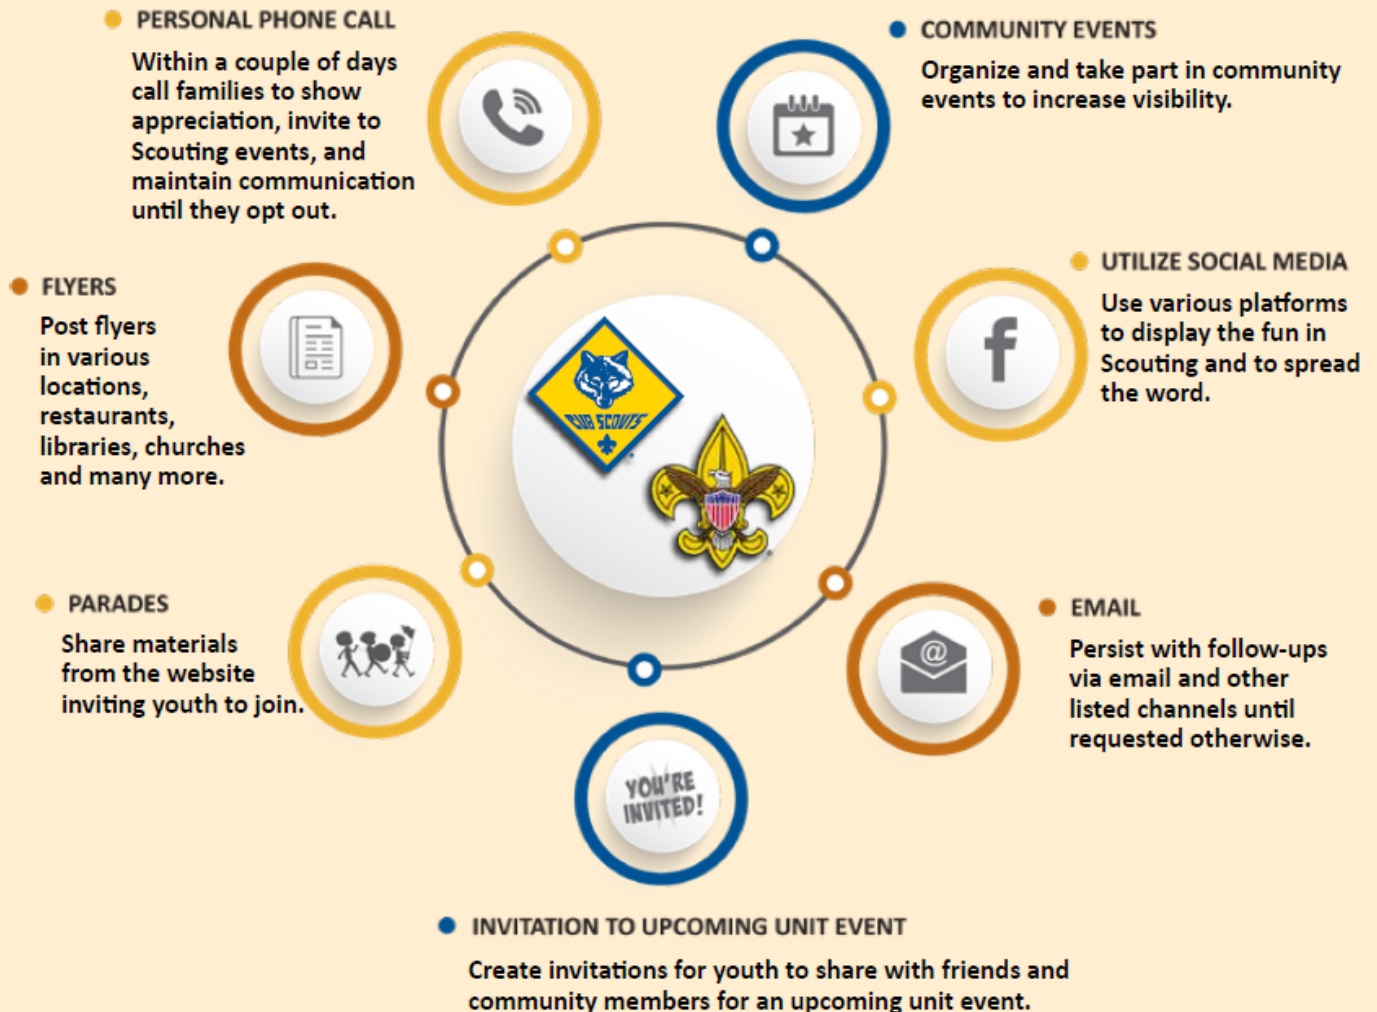 PERSONAL PHONE CALL
Within a couple of days
call families to show
appreciation, invite to
Scouting events, and
maintain communication
until they opt out.
COMMUNITY EVENTS
Organize and take part in community
events to increase visibility.
FLYERS
Post flyers
in various
locations,
restaurants,
libraries, churches
and many more.
UTILIZE SOCIAL MEDIA
Use various platforms
to display the fun in
Scouting and to spread
the word.
f
CUB SCOUTS
®
®
PARADES
Share materials
from the website
inviting youth to join.
EMAIL
Persist with follow-ups
via email and other
listed channels until
requested otherwise.
@
YOU'RE
INVITED!
INVITATION TO UPCOMING UNIT EVENT
Create invitations for youth to share with friends and
community members for an upcoming unit event.